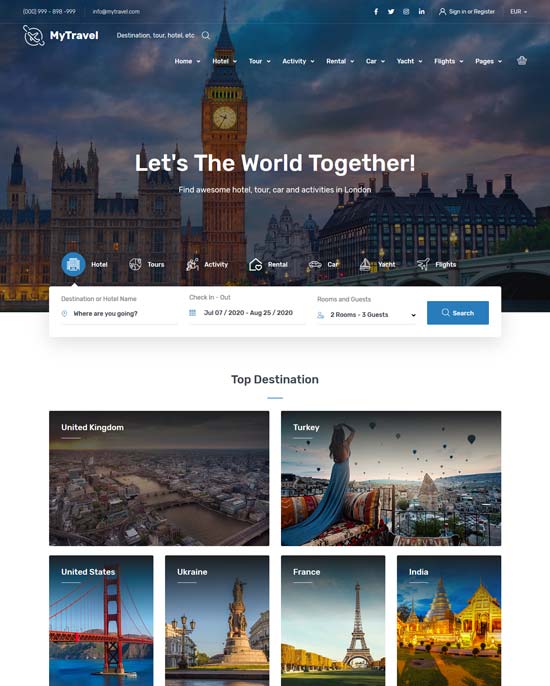 (000) 999 - 898 -999
info@mytravel.com
Sign in or Register
EUR
MyTravel
Destination, tour, hotel, etc
Home
Hotel
Tour
Activity
Rental
Car
Yacht
Flights
Pages
Let's The World Together!
Find awesome hotel, tour, car and activities in London
Hotel
Tours
Activity
Rental
Car
Yacht
Flights
Destination or Hotel Name
Where are you going?
Check In - Out
Jul 07 / 2020 - Aug 25 / 2020
Rooms and Guests
2 Rooms - 3 Guests
Search
Top Destination
United Kingdom
Turkey
United States
Ukraine
France
India